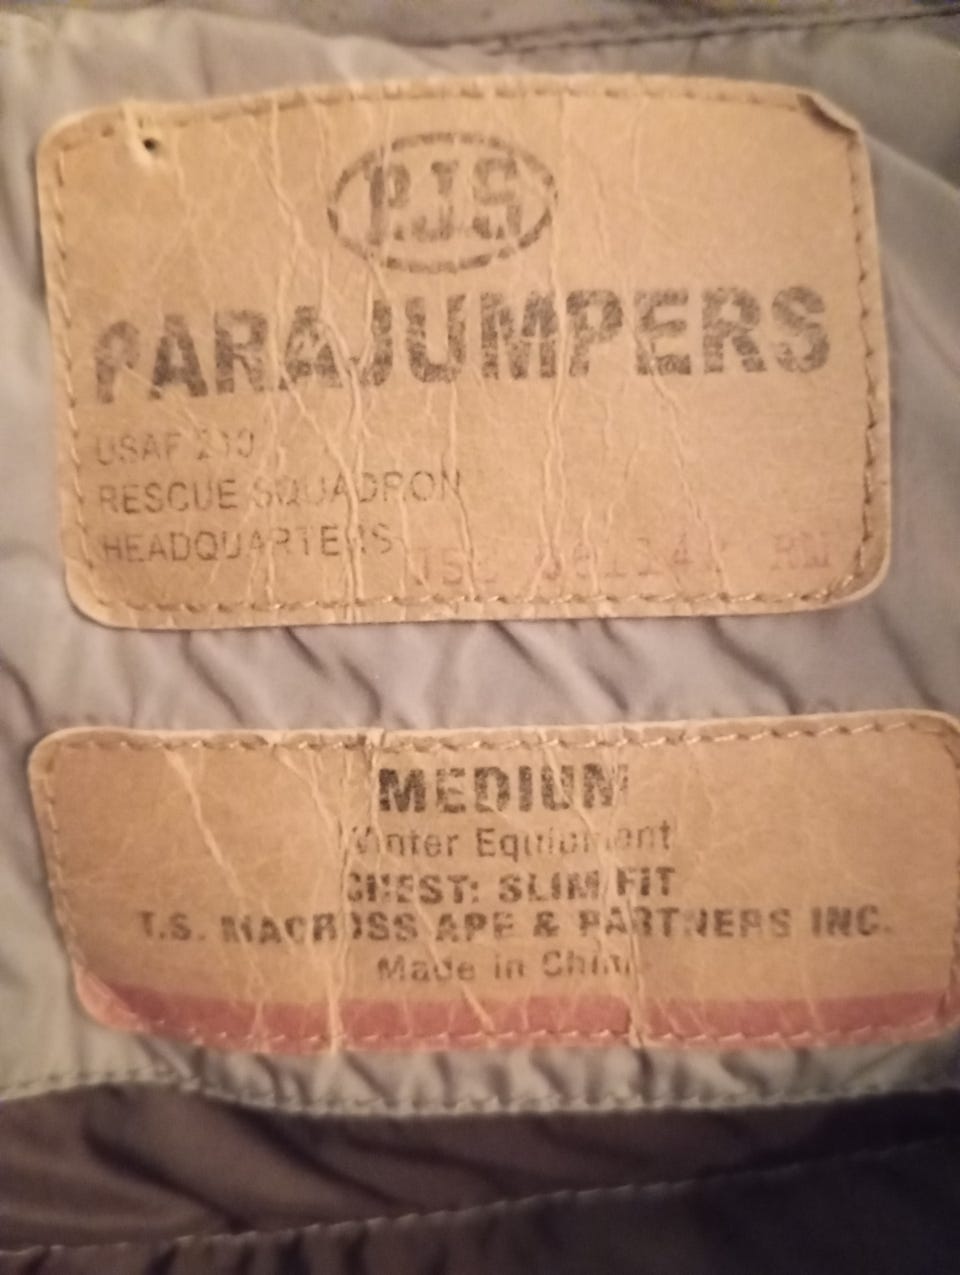 PJS
PARAJUMPERS
USAF 210
RESCUE SQUADRON
HEADQUARTERS
RM
MEDIUM
Winter Equipment
CHEST: SLIM FIT
T.S. MACROSS APE & PARTNERS INC.
Made in China